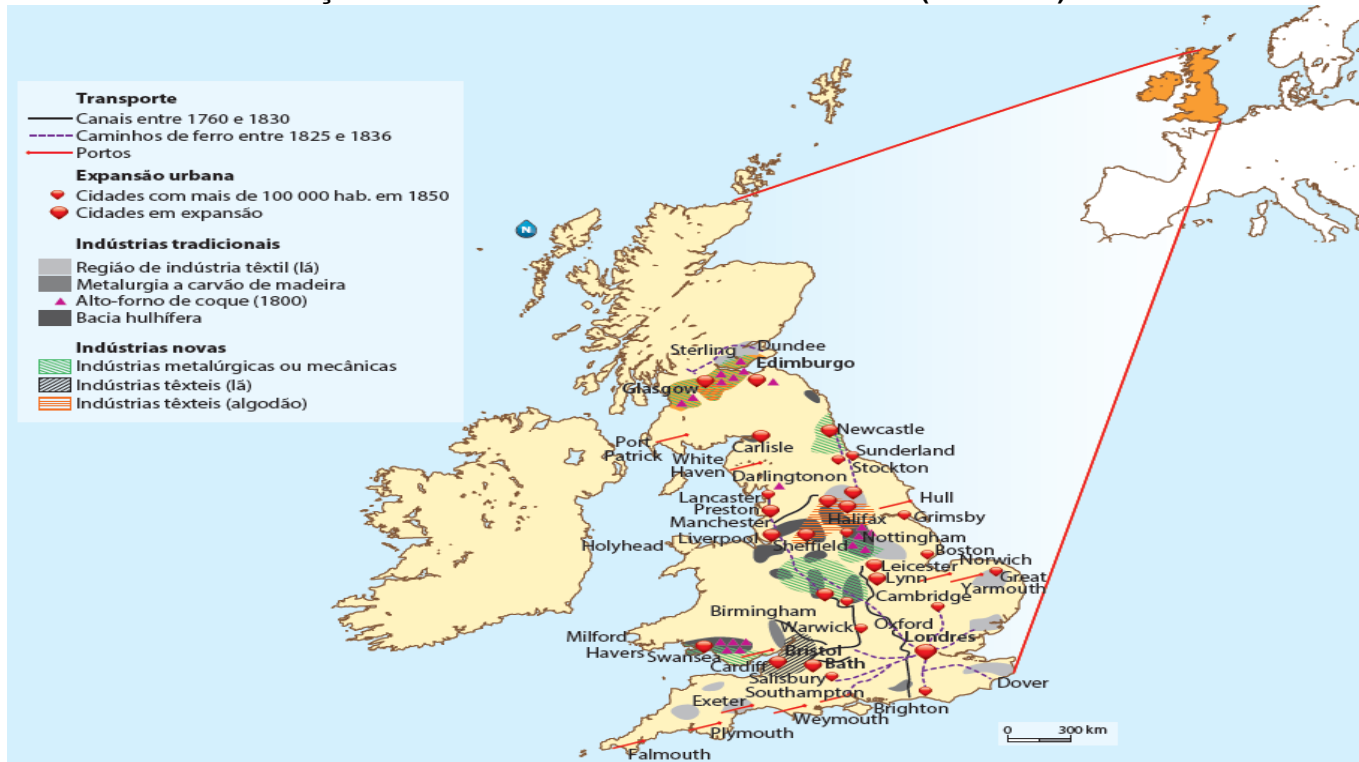 Transporte
Canais entre 1760 e 1830
Caminhos de ferro entre 1825 e 1836
Portos
Expansão urbana
Cidades com mais de 100 000 hab. em 1850
Cidades em expansão
Indústrias tradicionais
Região de indústria têxtil (lá)
Metalurgia a carvão de madeira
Alto-forno de coque (1800)
Bacia hulhífera
Indústrias novas
Indústrias metalúrgicas ou mecânicas
Indústrias têxteis (lá)
Indústrias têxteis (algodão)
N
Sterling
Dundee
Edimburgo
Glasgow
Port
Patrick
Carlisle
White
Haven
Newcastle
Sunderland
Stockton
Darlingtonon
Lancaster
Preston
Manchester
Liverpool
Holyhead
Halifax
Sheffield
Hull
Grimsby
Nottingham
Boston
Norwich
Leicester
Lynn
Great
Yarmouth
Cambridge
Birmingham
Warwick
Oxford
Londres
Milford
Havers
Swansea
Cardiff
Bristol
Bath
Salisbury
Southampton
Dover
Brighton
Exeter
Weymouth
Plymouth
Falmouth
0 300 km